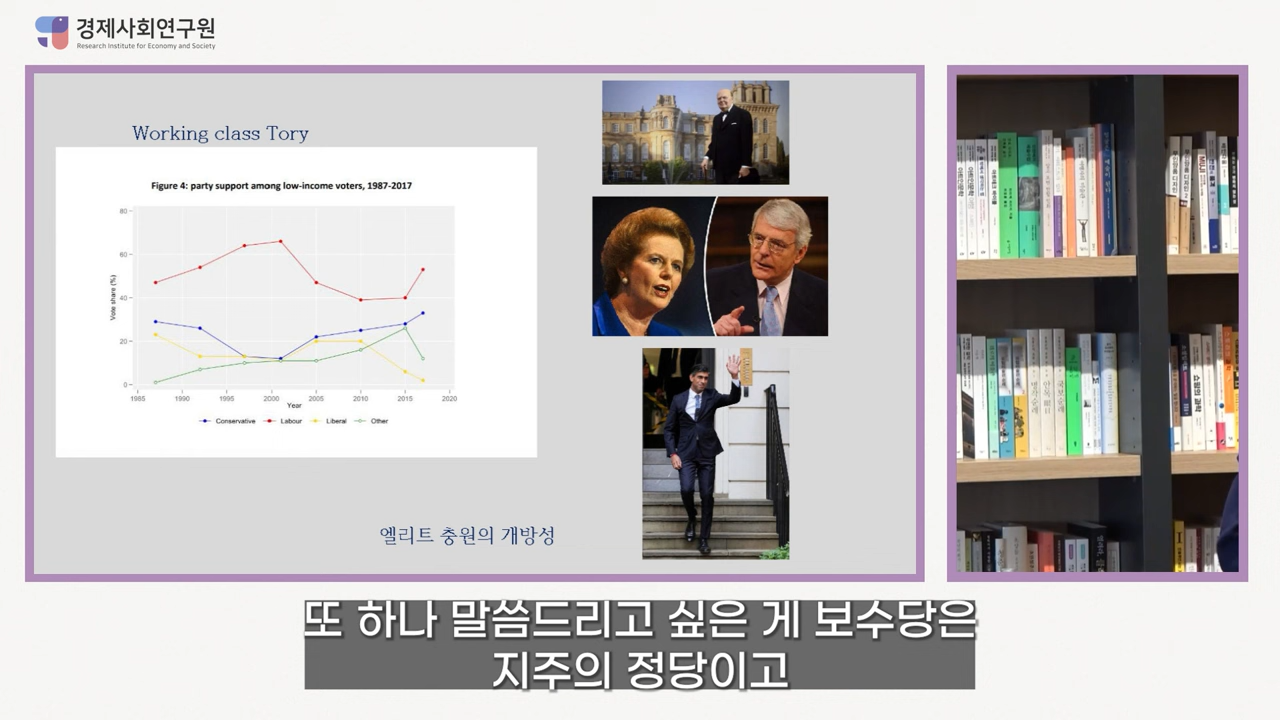 경제사회연구원
Research Institute for Economy and Society
Working class Tory
Figure 4: party support among low-income voters, 1987-2017
Vote share (%)
80
60
40
20
0
1985 1990 1995 2000 2005 2010 2015 2020
Year
Conservative Labour Liberal Other
엘리트 충원의 개방성
또 하나 말씀드리고 싶은 게 보수당은
지주의 정당이고